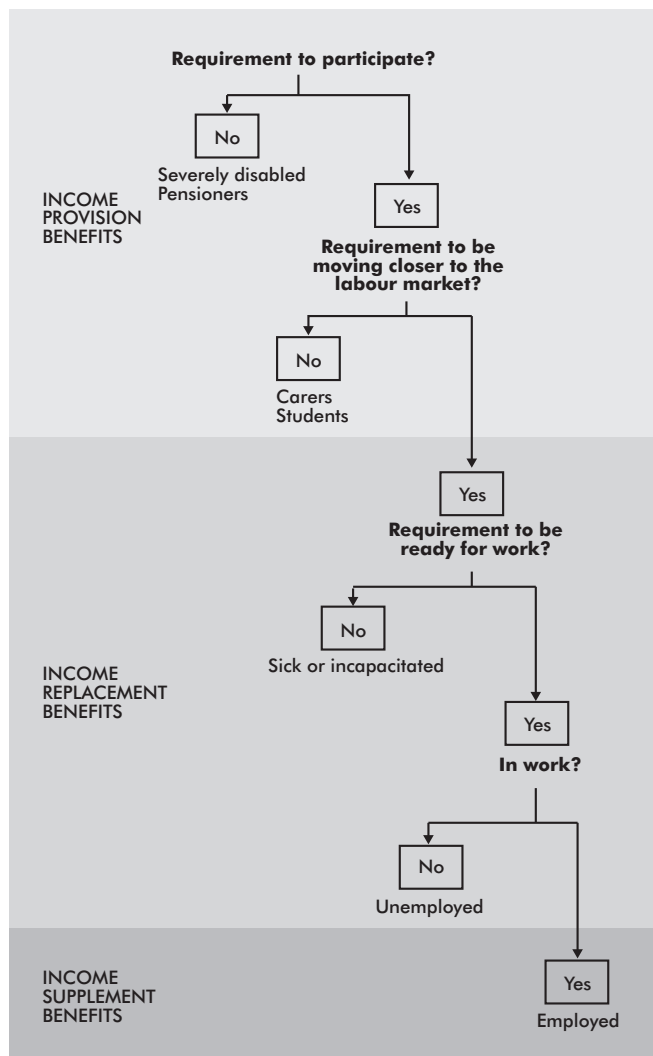 Requirement to participate?
No
Severely disabled
Pensioners
INCOME
PROVISION
BENEFITS
Yes
Requirement to be
moving closer to the
labour market?
No
Carers
Students
Yes
Requirement to be
ready for work?
No
Sick or incapacitated
INCOME
REPLACEMENT
BENEFITS
Yes
In work?
No
Unemployed
INCOME
SUPPLEMENT
BENEFITS
Yes
Employed